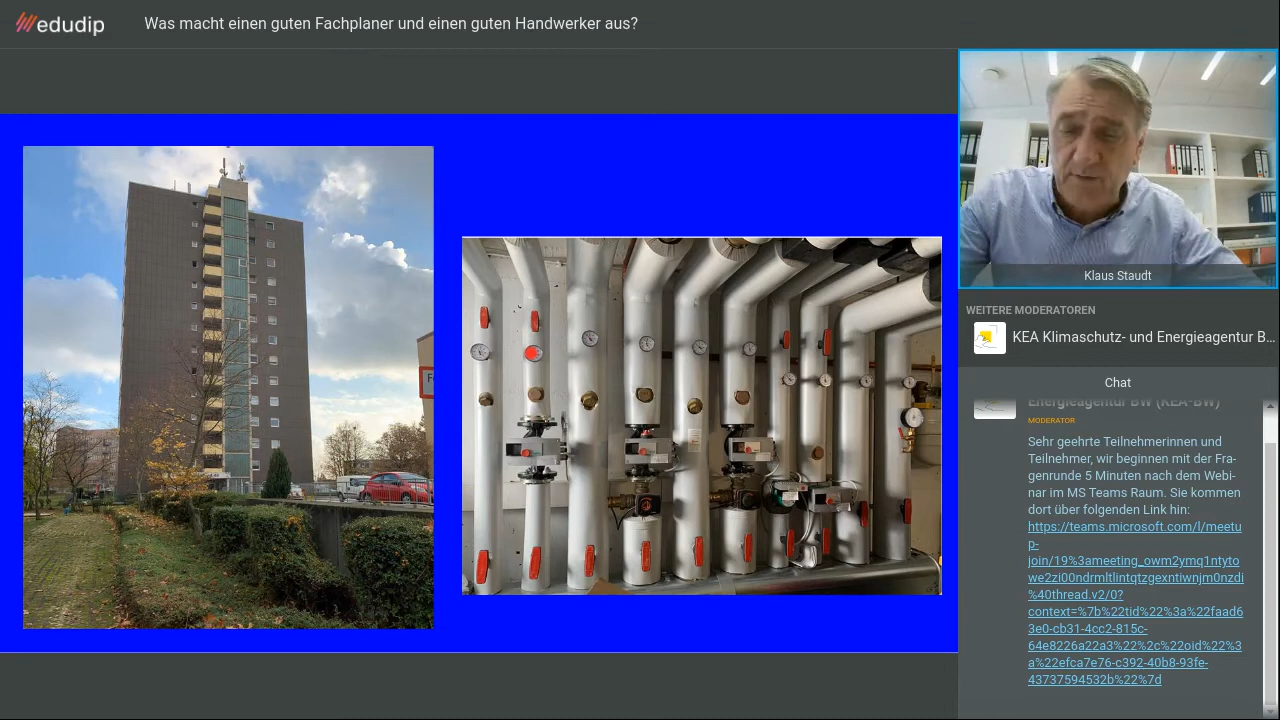 edudip
Was macht einen guten Fachplaner und einen guten Handwerker aus?
Klaus Staudt
WEITERE MODERATOREN
KEA Klimaschutz- und Energieagentur B...
Chat
Energieagentur BW (KEA-BW)
MODERATOR
Sehr geehrte Teilnehmerinnen und
Teilnehmer, wir beginnen mit der Fra-
genrunde 5 Minuten nach dem Webi-
nar im MS Teams Raum. Sie kommen
dort über folgenden Link hin:
https://teams.microsoft.com/l/meetu
p-
join/19%3ameeting_owm2ymq1ntyto
we2zi00ndrmltlintqtzgexntiwnjm0nzdi
%40thread.v2/0?
context=%7b%22tid%22%3a%22faad6
3e0-cb31-4cc2-815c-
64e8226a22a3%22%2c%22oid%22%3
a%22efca7e76-c392-40b8-93fe-
43737594532b%22%7d